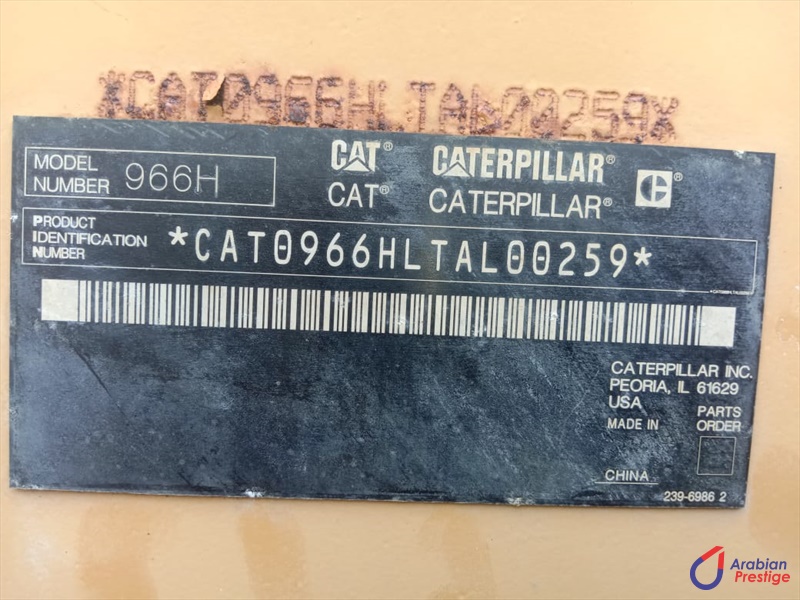 *CAT0966HLTAL00259*
MODEL NUMBER 966H
CAT® CATERPILLAR® C®
CAT® CATERPILLAR®
PRODUCT IDENTIFICATION NUMBER *CAT0966HLTAL00259*
CATERPILLAR INC.
PEORIA, IL 61629
USA
MADE IN
CHINA
PARTS
ORDER
239-6986 2
Arabian
Prestige